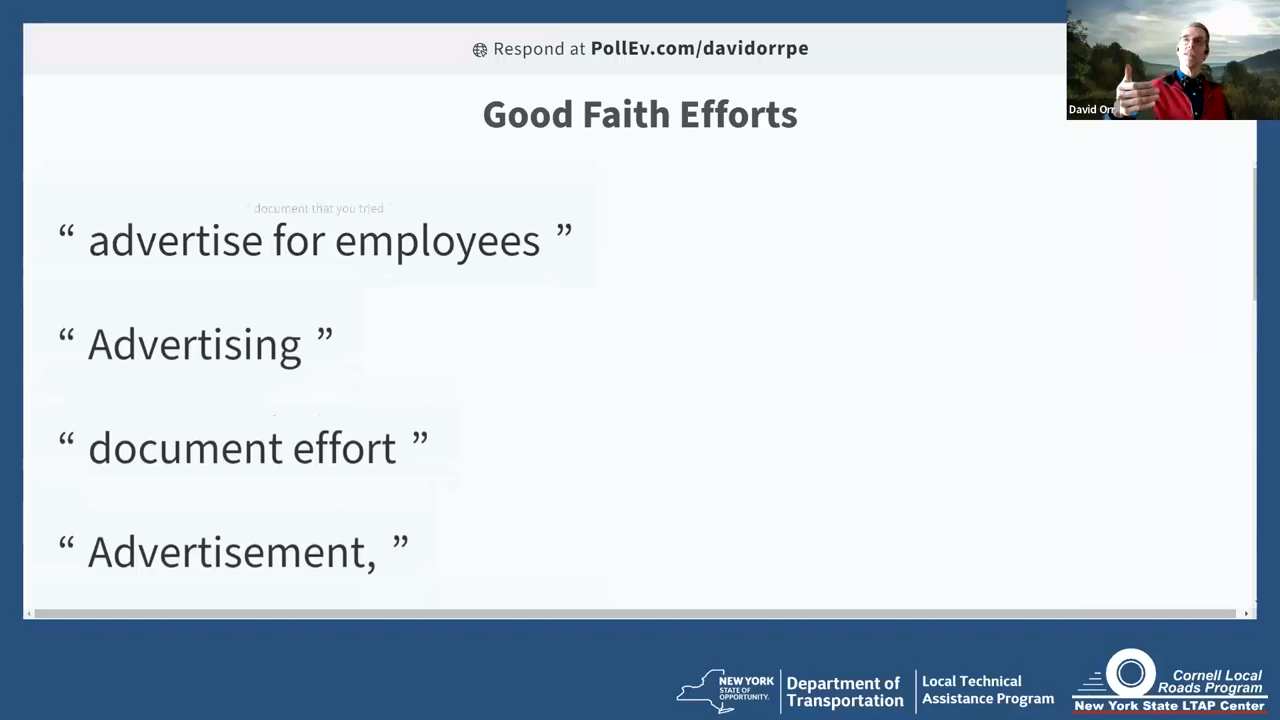 Respond at PollEv.com/davidorrpe
David Orr
Good Faith Efforts
document that you tried
“ advertise for employees ”
“ Advertising ”
“ document effort ”
“ Advertisement, ”
NEW YORK
STATE OF
OPPORTUNITY.
Department of
Transportation
Local Technical
Assistance Program
Cornell Local
Roads Program
New York State LTAP Center